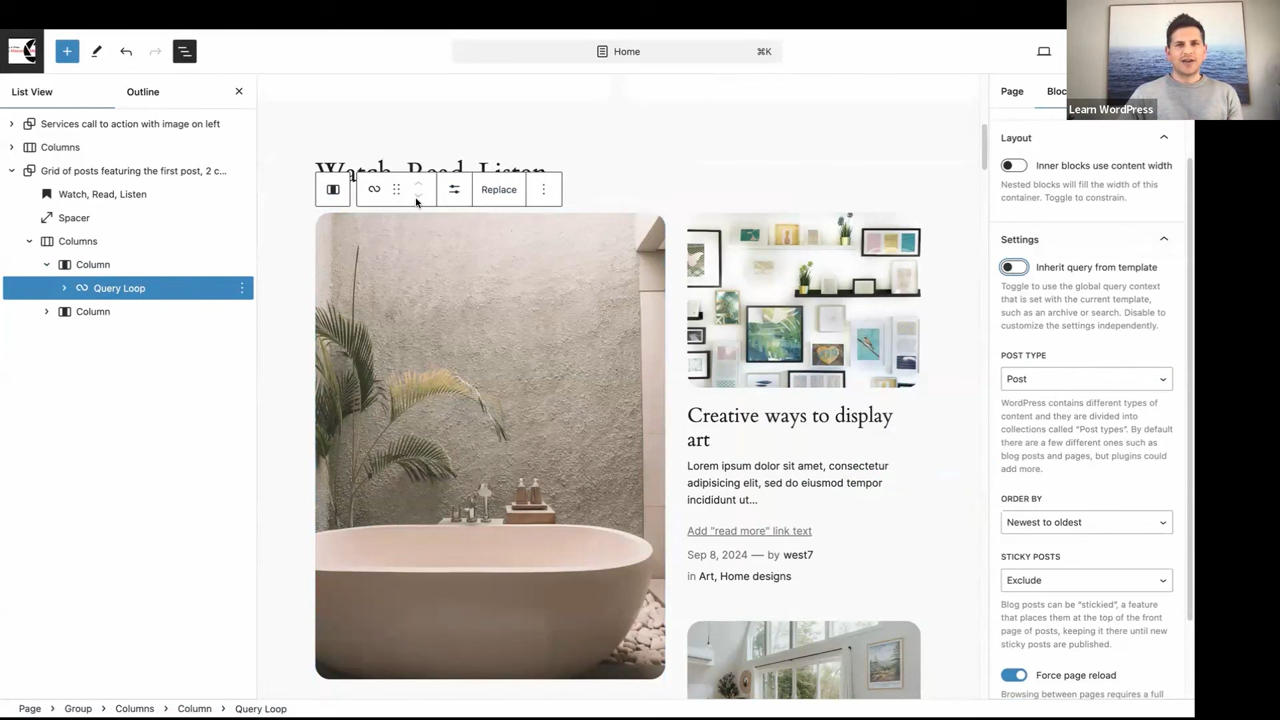 Home
⌘K
Learn WordPress
List View
Outline
Services call to action with image on left
Columns
Grid of posts featuring the first post, 2 c...
Watch, Read, Listen
Spacer
Columns
Column
Query Loop
Column
Watch, Read, Listen
Replace
Creative ways to display
art
Lorem ipsum dolor sit amet, consectetur
adipisicing elit, sed do eiusmod tempor
incididunt ut...
Add "read more" link text
Sep 8, 2024 — by west7
in Art, Home designs
Page
Bloc
Layout
Inner blocks use content width
Nested blocks will fill the width of this
container. Toggle to constrain.
Settings
Inherit query from template
Toggle to use the global query context
that is set with the current template,
such as an archive or search. Disable to
customize the settings independently.
POST TYPE
Post
WordPress contains different types of
content and they are divided into
collections called “Post types”. By default
there are a few different ones such as
blog posts and pages, but plugins could
add more.
ORDER BY
Newest to oldest
STICKY POSTS
Exclude
Blog posts can be “stickied”, a feature
that places them at the top of the front
page of posts, keeping it there until new
sticky posts are published.
Force page reload
Browsing between pages requires a full
Page
Group
Columns
Column
Query Loop